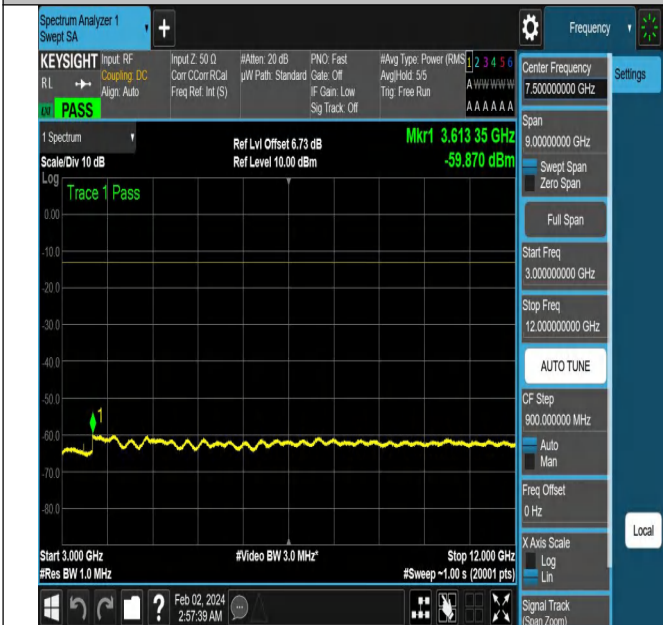 Spectrum Analyzer 1
Swept SA
+
Frequency
KEYSIGHT
RL
PASS
Input: RF
Coupling: DC
Align: Auto
Input Z: 50 Ω
Corr CCorr RCal
Freq Ref: Int (S)
#Atten: 20 dB
µW Path: Standard
PNO: Fast
Gate: Off
IF Gain: Low
Sig Track: Off
#Avg Type: Power (RMS
Avg|Hold: 5/5
Trig: Free Run
1 2 3 4 5 6
A W W W W W
A A A A A A
1 Spectrum
Scale/Div 10 dB
Log
Ref Lvl Offset 6.73 dB
Ref Level 10.00 dBm
Mkr1 3.613 35 GHz
-59.870 dBm
Trace 1 Pass
0.00
-10.0
-20.0
-30.0
-40.0
-50.0
-60.0
-70.0
-80.0
1
Start 3.000 GHz
#Res BW 1.0 MHz
#Video BW 3.0 MHz*
Stop 12.000 GHz
#Sweep ~1.00 s (20001 pts)
Feb 02, 2024
2:57:39 AM
Center Frequency
7.50000000 GHz
Span
9.00000000 GHz
Swept Span
Zero Span
Full Span
Start Freq
3.000000000 GHz
Stop Freq
12.000000000 GHz
AUTO TUNE
CF Step
900.000000 MHz
Auto
Man
Freq Offset
0 Hz
X Axis Scale
Log
Lin
Signal Track
(Span Zoom)
Settings
Local